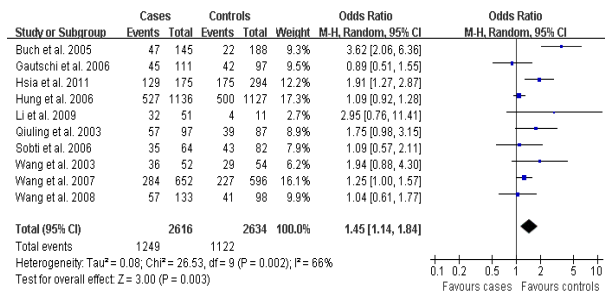 Cases Controls Odds Ratio Odds Ratio
Study or Subgroup Events Total Events Total Weight M-H, Random, 95% CI M-H, Random, 95% CI
Buch et al. 2005 47 145 22 188 9.3% 3.62 [2.06, 6.36]
Gautschi et al. 2006 45 111 42 97 9.4% 0.89 [0.51, 1.55]
Hsia et al. 2011 129 175 175 294 12.2% 1.91 [1.27, 2.87]
Hung et al. 2006 527 1136 500 1127 17.3% 1.09 [0.92, 1.28]
Li et al. 2009 32 51 4 11 2.9% 2.95 [0.76, 11.41]
Qiuling et al. 2003 57 97 39 87 9.1% 1.75 [0.98, 3.15]
Sobti et al. 2006 35 64 43 82 8.2% 1.09 [0.57, 2.11]
Wang et al. 2003 36 52 29 54 6.2% 1.94 [0.88, 4.30]
Wang et al. 2007 284 652 227 596 16.1% 1.25 [1.00, 1.57]
Wang et al. 2008 57 133 41 98 9.6% 1.04 [0.61, 1.77]
Total (95% CI) 2616 2634 100.0% 1.45 [1.14, 1.84]
Total events 1249 1122
Heterogeneity: Tau² = 0.08; Chi² = 26.53, df = 9 (P = 0.002); I² = 66%
Test for overall effect: Z = 3.00 (P = 0.003)
0.1 0.2 0.5 1 2 5 10
Favours cases Favours controls